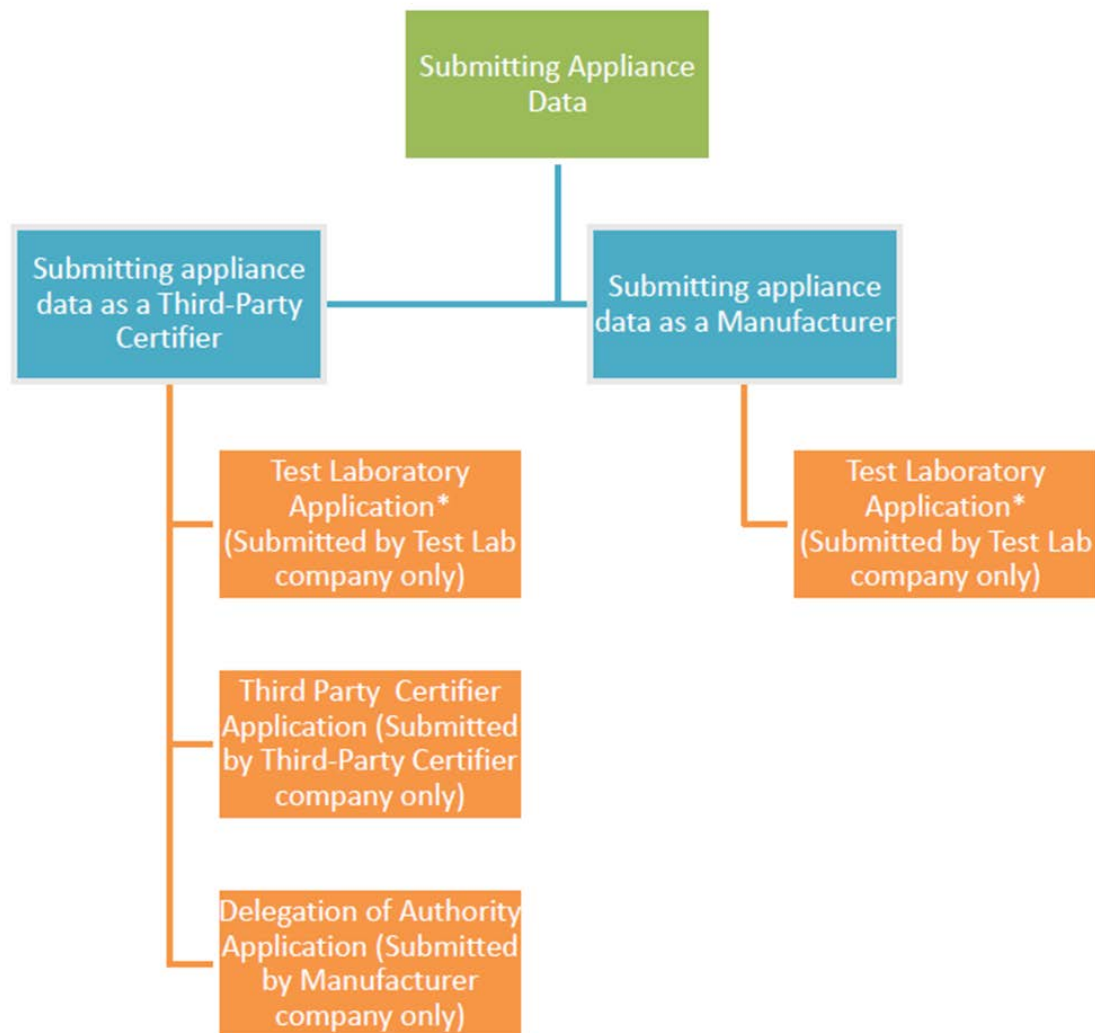 Submitting Appliance
Data
Submitting appliance
data as a Third-Party
Certifier
Submitting appliance
data as a Manufacturer
Test Laboratory
Application*
(Submitted by Test Lab
company only)
Test Laboratory
Application*
(Submitted by Test Lab
company only)
Third Party  Certifier
Application (Submitted
by Third-Party Certifier
company only)
Delegation of Authority
Application (Submitted
by Manufacturer
company only)